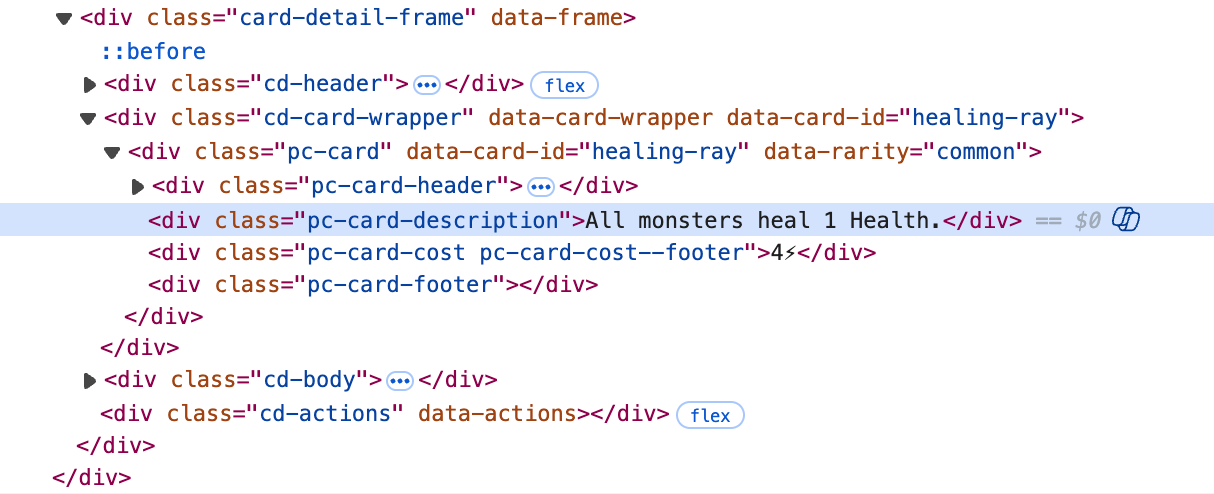 <div class="card-detail-frame" data-frame>
::before
<div class="cd-header">•••</div> flex
<div class="cd-card-wrapper" data-card-wrapper data-card-id="healing-ray">
<div class="pc-card" data-card-id="healing-ray" data-rarity="common">
<div class="pc-card-header">•••</div>
<div class="pc-card-description">All monsters heal 1 Health.</div> == $0
<div class="pc-card-cost pc-card-cost--footer">4⚡</div>
<div class="pc-card-footer"></div>
</div>
</div>
<div class="cd-body">•••</div>
<div class="cd-actions" data-actions></div> flex
</div>
</div>